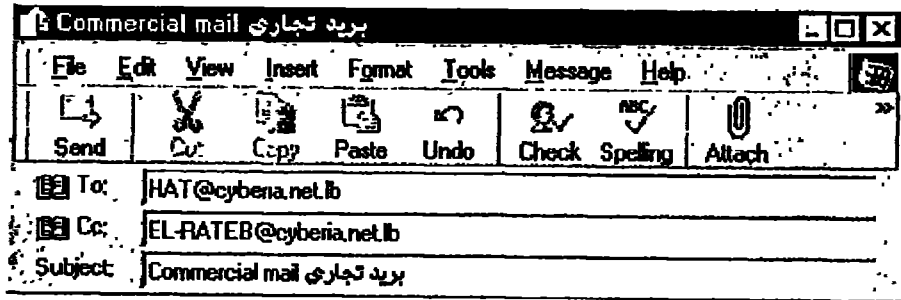 Commercial mail بريد تجاري
File Edit View Insert Format Tools Message Help
Send Cut Copy Paste Undo Check Spelling Attach
To: HAT@cyberia.net.lb
Cc: EL-RATEB@cyberia.net.lb
Subject: Commercial mail بريد تجاري